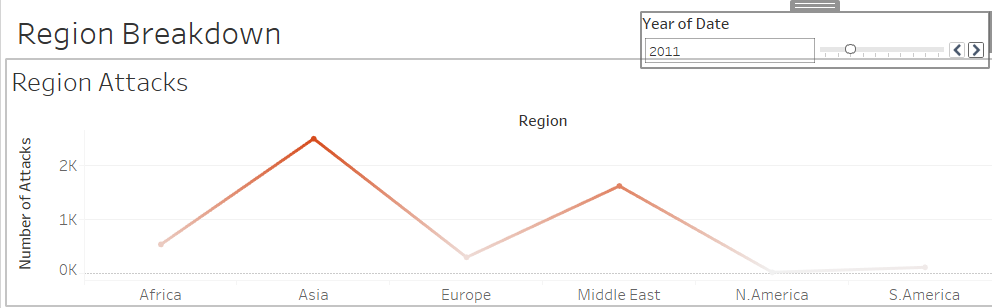 Region Breakdown
Year of Date
2011
Region Attacks
Region
Number of Attacks
2K
1K
0K
Africa Asia Europe Middle East N.America S.America